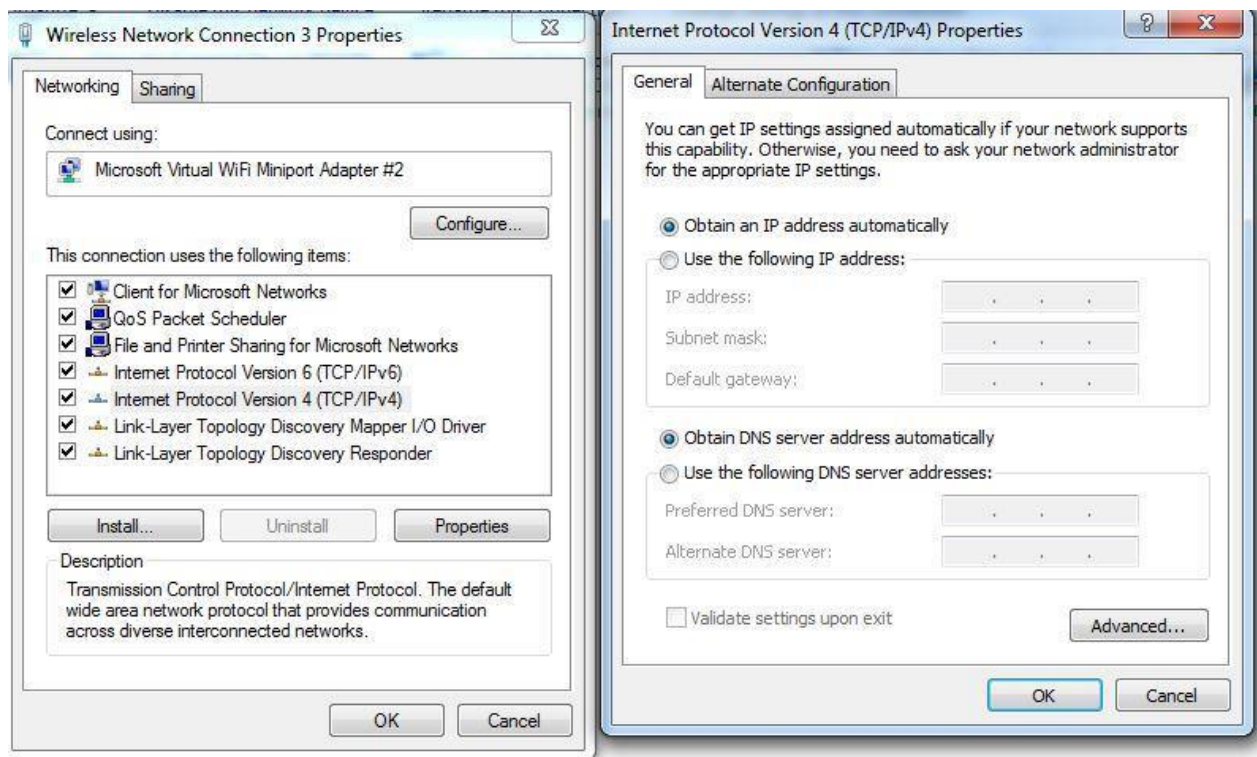 Wireless Network Connection 3 Properties
Networking
Sharing
Connect using:
Microsoft Virtual WiFi Miniport Adapter #2
Configure...
This connection uses the following items:
Client for Microsoft Networks
QoS Packet Scheduler
File and Printer Sharing for Microsoft Networks
Internet Protocol Version 6 (TCP/IPv6)
Internet Protocol Version 4 (TCP/IPv4)
Link-Layer Topology Discovery Mapper I/O Driver
Link-Layer Topology Discovery Responder
Install...
Uninstall
Properties
Description
Transmission Control Protocol/Internet Protocol. The default
wide area network protocol that provides communication
across diverse interconnected networks.
OK
Cancel
Internet Protocol Version 4 (TCP/IPv4) Properties
General
Alternate Configuration
You can get IP settings assigned automatically if your network supports
this capability. Otherwise, you need to ask your network administrator
for the appropriate IP settings.
Obtain an IP address automatically
Use the following IP address:
IP address:
Subnet mask:
Default gateway:
Obtain DNS server address automatically
Use the following DNS server addresses:
Preferred DNS server:
Alternate DNS server:
Validate settings upon exit
Advanced...
OK
Cancel